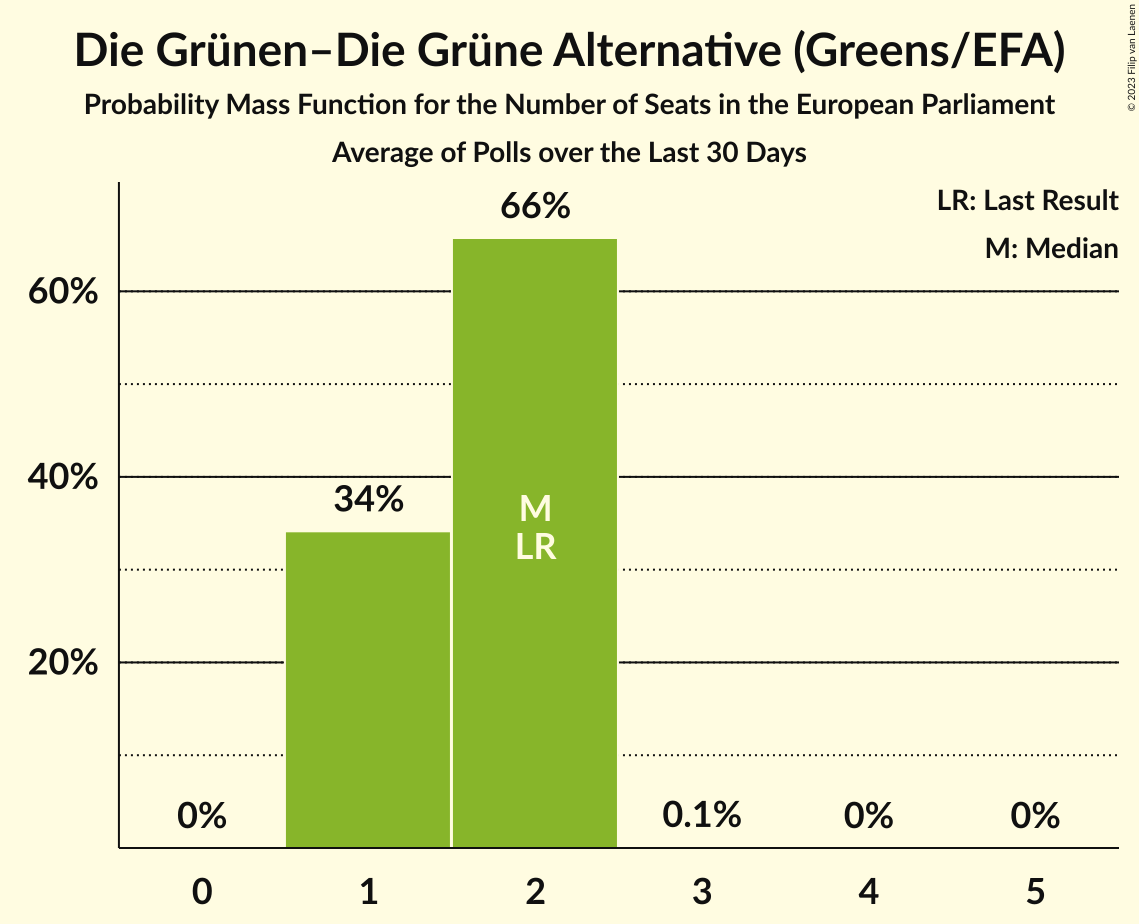 Die Grünen–Die Grüne Alternative (Greens/EFA)
Probability Mass Function for the Number of Seats in the European Parliament
Average of Polls over the Last 30 Days
© 2023 Filip van Laenen
LR: Last Result
M: Median
66%
60%
40%
34%
M
LR
20%
0%
0.1%
0%
0%
0 1 2 3 4 5